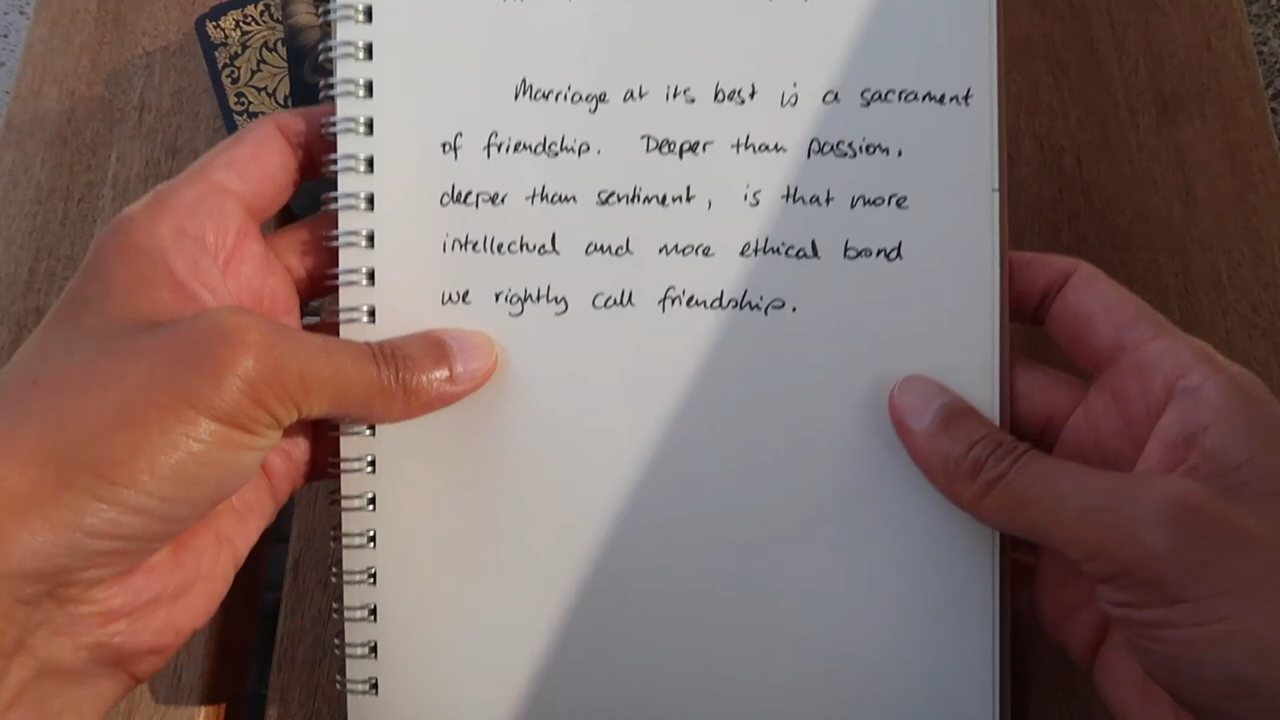 Marriage at its best is a sacrament
of friendship. Deeper than passion,
deeper than sentiment, is that more
intellectual and more ethical bond
we rightly call friendship.